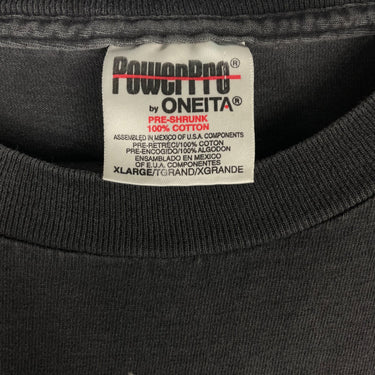 PowerPro®
by ONEITA®
PRE-SHRUNK
100% COTTON
ASSEMBLED IN MEXICO OF U.S.A. COMPONENTS
PRE-RETRECI/100% COTON
PRE-ENCOGIDO/100% ALGODON
ENSAMBLADO EN MEXICO
OF E.U.A. COMPONENTES
XLARGE/TGRAND/XGRANDE